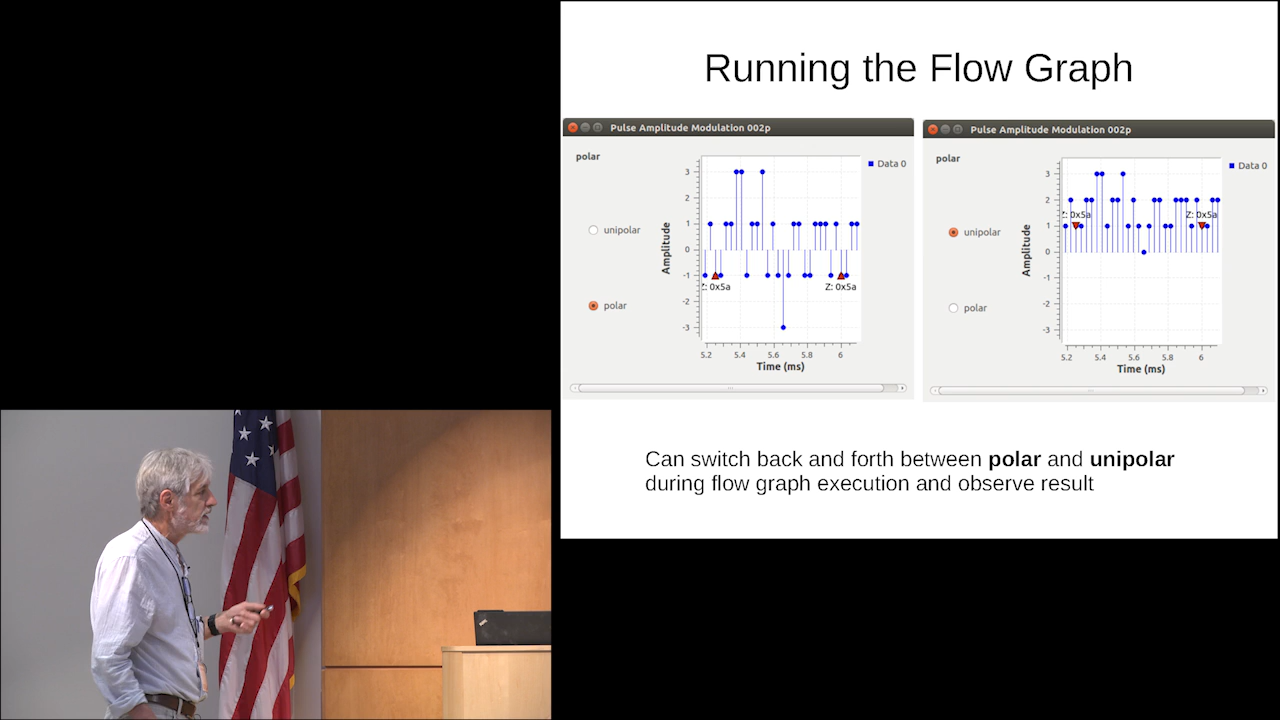 Running the Flow Graph
Pulse Amplitude Modulation 002p
polar
unipolar
polar
Amplitude
3
2
1
0
-1
-2
-3
Z: 0x5a
Z: 0x5a
5.2 5.4 5.6 5.8 6
Time (ms)
Data 0
Pulse Amplitude Modulation 002p
polar
unipolar
polar
Amplitude
3
2
1
0
-1
-2
-3
Z: 0x5a
Z: 0x5a
5.2 5.4 5.6 5.8 6
Time (ms)
Data 0
Can switch back and forth between polar and unipolar
during flow graph execution and observe result